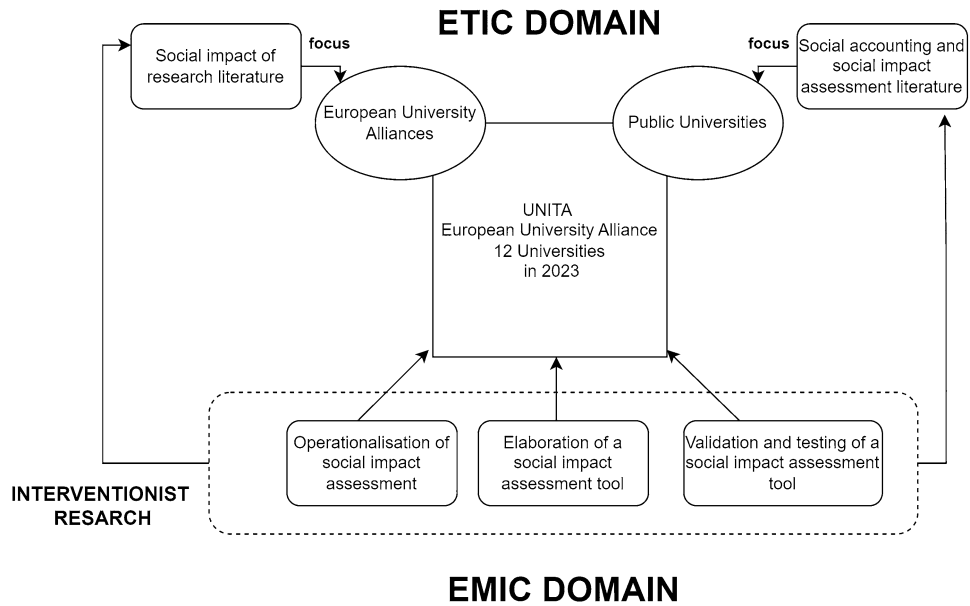 ETIC DOMAIN
Social impact of
research literature
focus
focus
Social accounting and
social impact
assessment literature
European University
Alliances
Public Universities
UNITA
European University Alliance
12 Universities
in 2023
Operationalisation of
social impact
assessment
Elaboration of a
social impact
assessment tool
Validation and testing of a
social impact assessment
tool
INTERVENTIONIST
RESARCH
EMIC DOMAIN